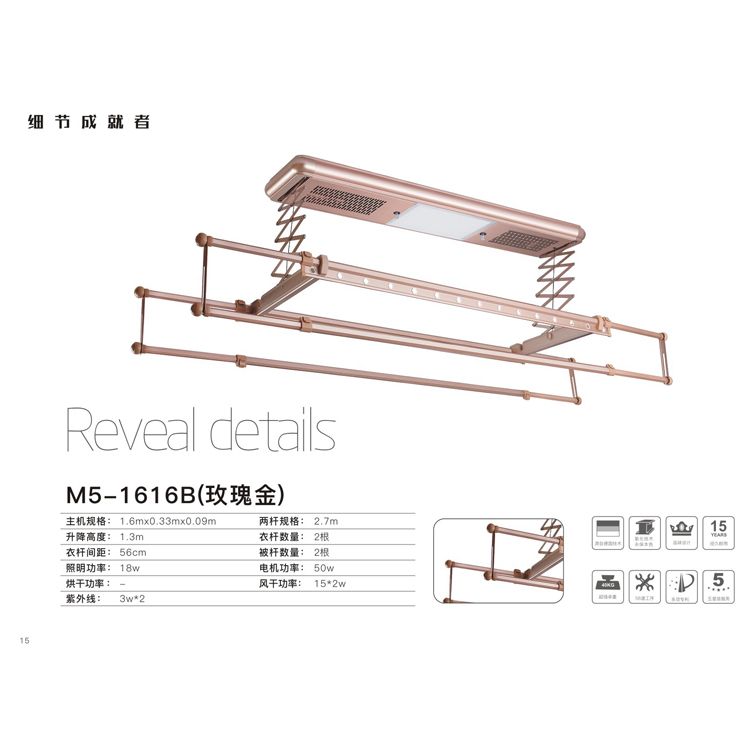 细节成就者
Reveal details
M5-1616B(玫瑰金)
主机规格： 1.6mx0.33mx0.09m 两杆规格： 2.7m
升降高度： 1.3m 衣杆数量： 2根
衣杆间距： 56cm 被杆数量： 2根
照明功率： 18w 电机功率： 50w
烘干功率： – 风干功率： 15*2w
紫外线： 3w*2
15
YEARS
40KG
超强承重
5
15